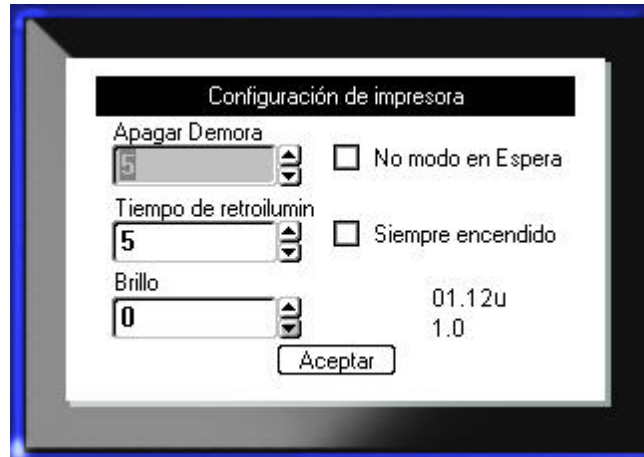 Configuración de impresora
Apagar Demora
5
No modo en Espera
Tiempo de retroilumin
5
Siempre encendido
Brillo
0
01.12u
1.0
Aceptar